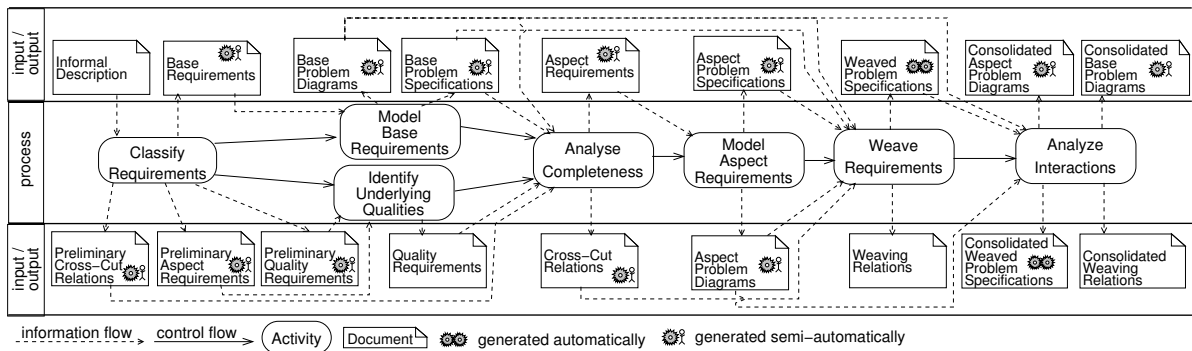 input /
output
Informal
Description
Base
Requirements
Base
Problem
Diagrams
Base
Problem
Specifications
Aspect
Requirements
Aspect
Problem
Specifications
Weaved
Problem
Specifications
Consolidated
Aspect
Problem
Diagrams
Consolidated
Base
Problem
Diagrams
process
Classify
Requirements
Model
Base
Requirements
Identify
Underlying
Qualities
Analyse
Completeness
Model
Aspect
Requirements
Weave
Requirements
Analyze
Interactions
input /
output
Preliminary
Cross-Cut
Relations
Preliminary
Aspect
Requirements
Preliminary
Quality
Requirements
Quality
Requirements
Cross-Cut
Relations
Aspect
Problem
Diagrams
Weaving
Relations
Consolidated
Weaved
Problem
Specifications
Consolidated
Weaving
Relations
information flow
control flow
Activity
Document
generated automatically
generated semi-automatically